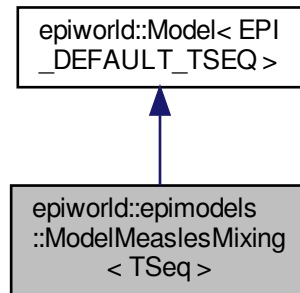 epiworld::Model< EPI
_DEFAULT_TSEQ >
epiworld::epimodels
::ModelMeaslesMixing
< TSeq >